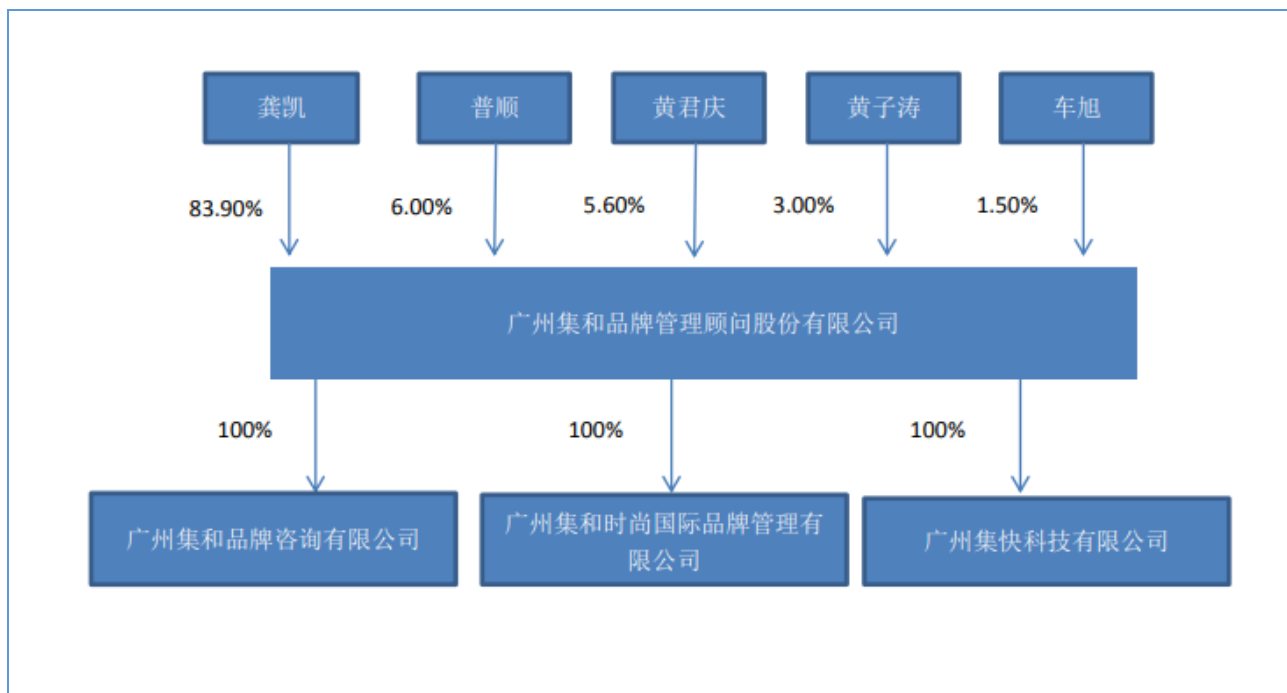 龚凯
普顺
黄君庆
黄子涛
车旭
83.90%
6.00%
5.60%
3.00%
1.50%
广州集和品牌管理顾问股份有限公司
100%
100%
100%
广州集和品牌咨询有限公司
广州集和时尚国际品牌管理有
限公司
广州集快科技有限公司